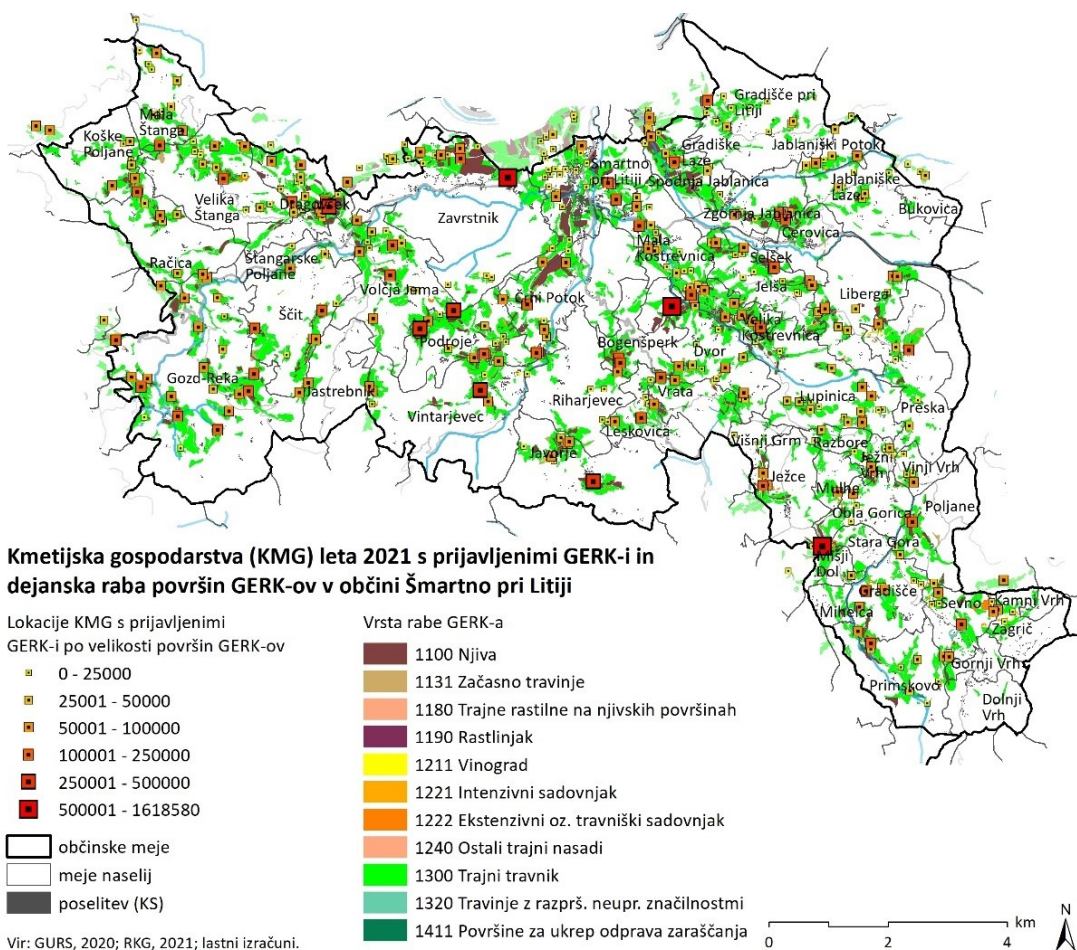 Gradišče pri
Litiji
Mala
Štanga
Koške
Poljane
Gradiške
Laze
Jablaniški Potok
Šmartno
pri Litiji
Spodnja Jablanica
Jablaniške
Laze
Velika
Štanga
Dragovšek
Zavrstnik
Zgornja Jablanica
Bukovica
Cerovica
Mala
Kostrevnica
Selšek
Račica
Štangarske
Poljane
Volčja Jama
Črni Potok
Jelša
Liberga
Ščit
Velika
Kostrevnica
Podroje
Bogenšperk
Dvor
Gozd-Reka
Jastrebnik
Vrata
Riharjevec
Lupinica
Vintarjevec
Preska
Leskovica
Višnji Grm
Razbore
Javorje
Ježni
Vrh
Vinji Vrh
Ježce
Mulhe
Obla Gorica
Poljane
Stara Gora
Mišji
Dol
Gradišče
Sevno
Kamni Vrh
Mihelca
Zagrič
Gornji Vrh
Primskovo
Dolnji
Vrh
Kmetijska gospodarstva (KMG) leta 2021 s prijavljenimi GERK-i in
dejanska raba površin GERK-ov v občini Šmartno pri Litiji
Lokacije KMG s prijavljenimi
GERK-i po velikosti površin GERK-ov
0 - 25000
25001 - 50000
50001 - 100000
100001 - 250000
250001 - 500000
500001 - 1618580
občinske meje
meje naselij
poselitev (KS)
Vir: GURS, 2020; RKG, 2021; lastni izračuni.
Vrsta rabe GERK-a
1100 Njiva
1131 Začasno travinje
1180 Trajne rastilne na njivskih površinah
1190 Rastlinjak
1211 Vinograd
1221 Intenzivni sadovnjak
1222 Ekstenzivni oz. travniški sadovnjak
1240 Ostali trajni nasadi
1300 Trajni travnik
1320 Travinje z razprš. neupr. značilnostmi
1411 Površine za ukrep odprava zaraščanja
km
0 2 4
N